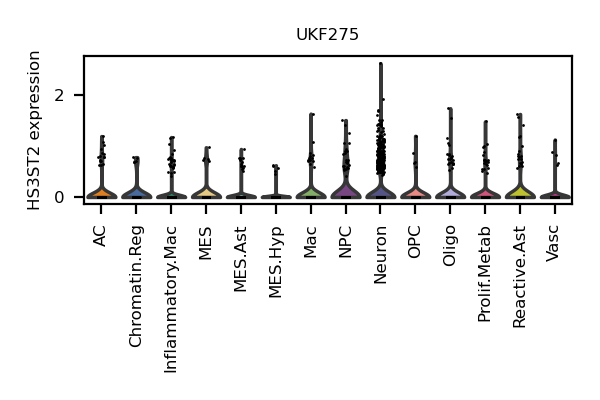 UKF275
HS3ST2 expression
2
0
AC
Chromatin.Reg
Inflammatory.Mac
MES
MES.Ast
MES.Hyp
Mac
NPC
Neuron
OPC
Oligo
Prolif.Metab
Reactive.Ast
Vasc